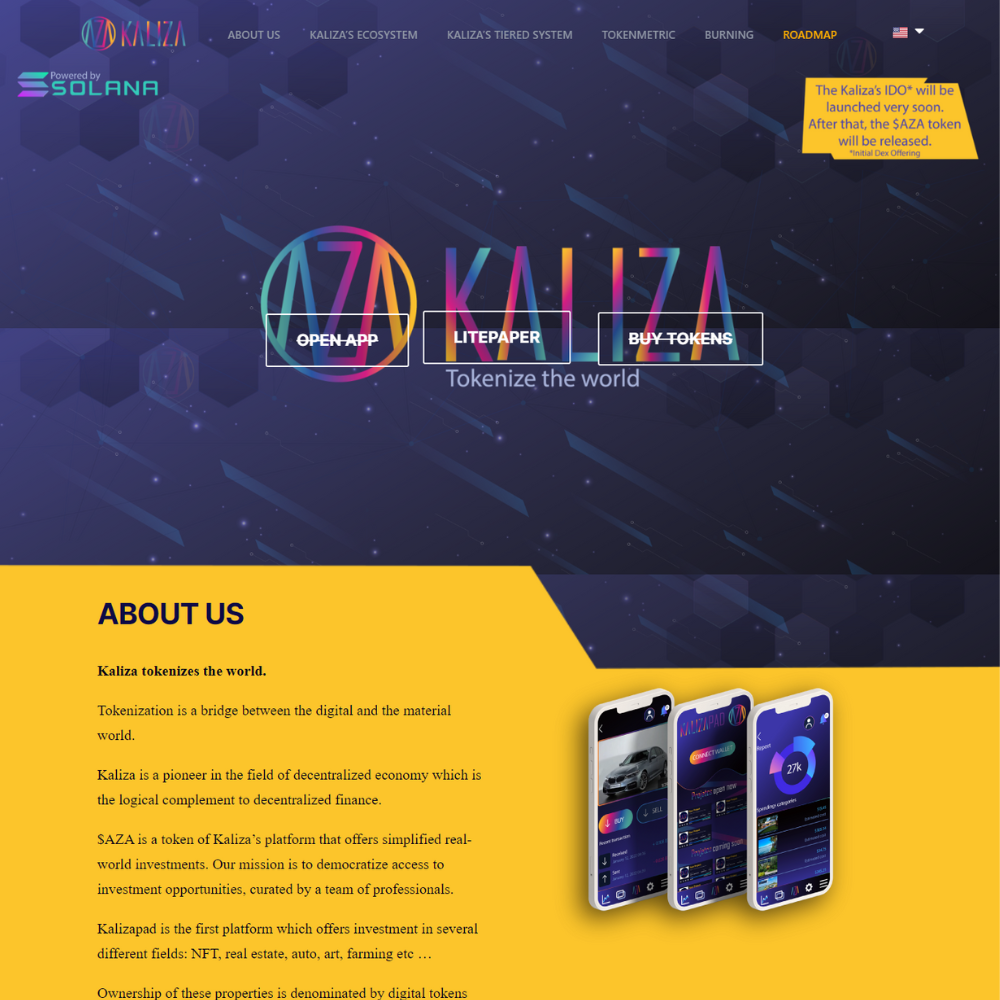 KALIZA
ABOUT US
KALIZA'S ECOSYSTEM
KALIZA'S TIERED SYSTEM
TOKENMETRIC
BURNING
ROADMAP
Powered by
SOLANA
The Kaliza's IDO* will be
launched very soon.
After that, the $AZA token
will be released.
*Initial Dex Offering
AZA KALIZA
OPEN APP
LITEPAPER
BUY TOKENS
Tokenize the world
ABOUT US
Kaliza tokenizes the world.
Tokenization is a bridge between the digital and the material
world.
Kaliza is a pioneer in the field of decentralized economy which is
the logical complement to decentralized finance.
$AZA is a token of Kaliza’s platform that offers simplified real-
world investments. Our mission is to democratize access to
investment opportunities, curated by a team of professionals.
Kalizapad is the first platform which offers investment in several
different fields: NFT, real estate, auto, art, farming etc …
Ownership of these properties is denominated by digital tokens
BUY
SELL
KALIZAPAD
CONNECT WALLET
Projects open now
Projects coming soon
Report
27k
Spendings categories